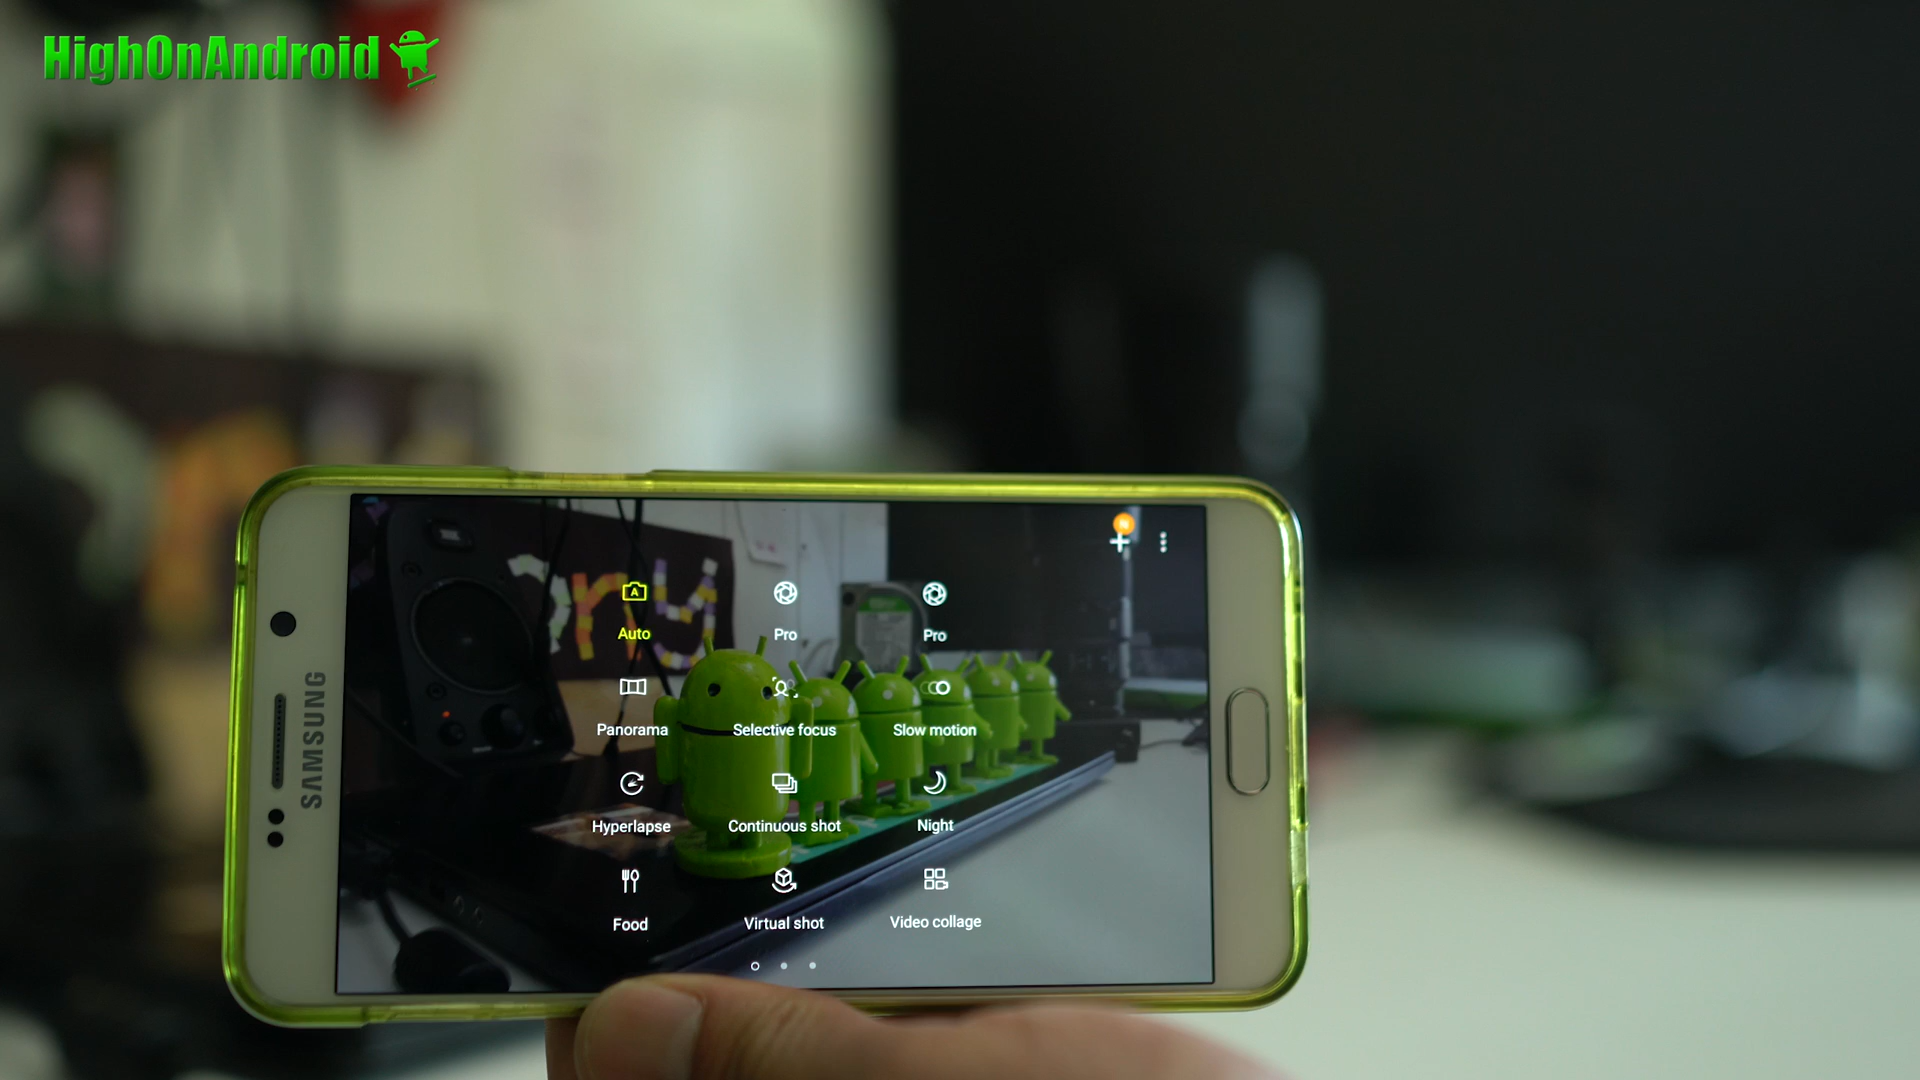 HighOnAndroid
SAMSUNG
Auto
Pro
Pro
Panorama
Selective focus
Slow motion
Hyperlapse
Continuous shot
Night
Food
Virtual shot
Video collage